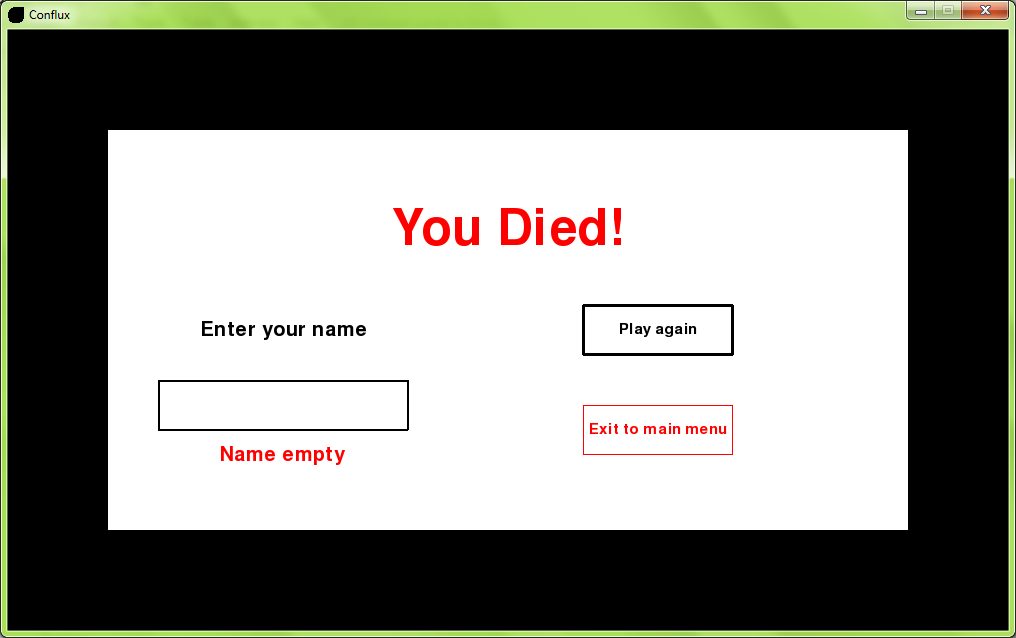 Conflux
You Died!
Enter your name
Play again
Exit to main menu
Name empty